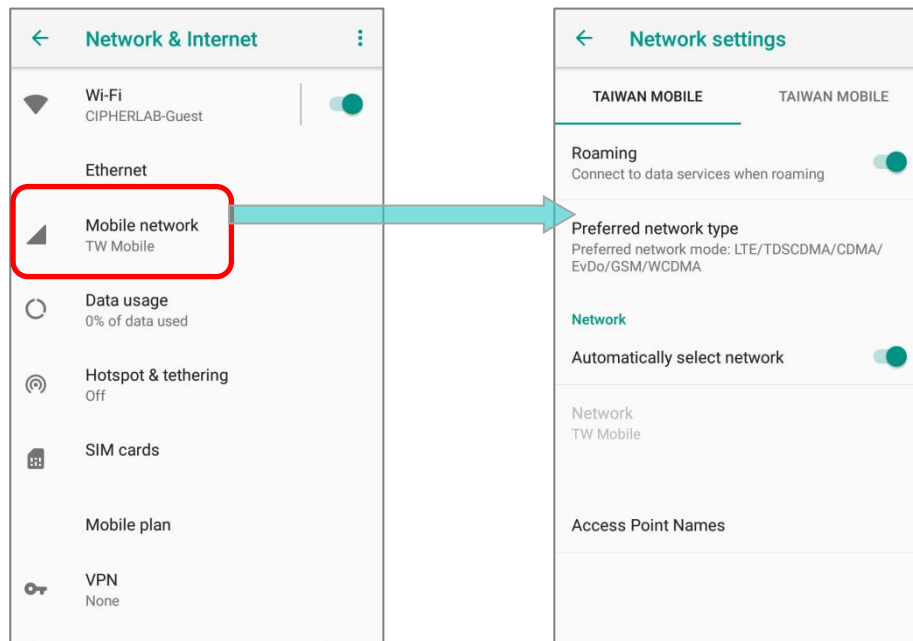 Network & Internet
Wi-Fi
CIPHERLAB-Guest
Ethernet
Mobile network
TW Mobile
Data usage
0% of data used
Hotspot & tethering
Off
SIM cards
Mobile plan
VPN
None
Network settings
TAIWAN MOBILE
TAIWAN MOBILE
Roaming
Connect to data services when roaming
Preferred network type
Preferred network mode: LTE/TDSCDMA/CDMA/
EvDo/GSM/WCDMA
Network
Automatically select network
Network
TW Mobile
Access Point Names